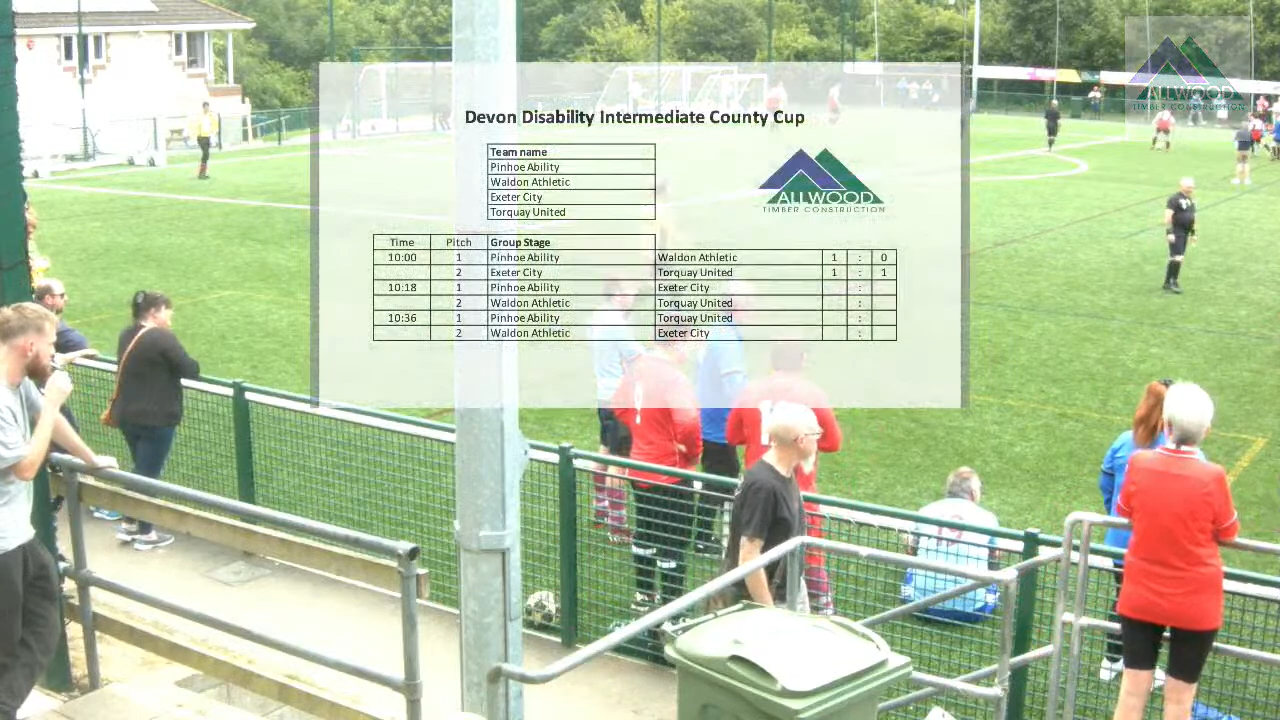 ALLWOOD
TIMBER CONSTRUCTION
Devon Disability Intermediate County Cup
Team name
Pinhoe Ability
Waldon Athletic
Exeter City
Torquay United
ALLWOOD
TIMBER CONSTRUCTION
Time Pitch Group Stage
10:00 1 Pinhoe Ability Waldon Athletic 1 : 0
2 Exeter City Torquay United 1 : 1
10:18 1 Pinhoe Ability Exeter City :
2 Waldon Athletic Torquay United :
10:36 1 Pinhoe Ability Torquay United :
2 Waldon Athletic Exeter City :